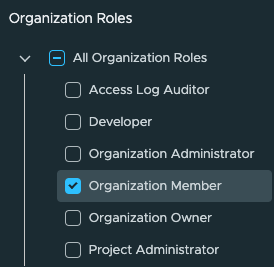 Organization Roles
All Organization Roles
Access Log Auditor
Developer
Organization Administrator
Organization Member
Organization Owner
Project Administrator